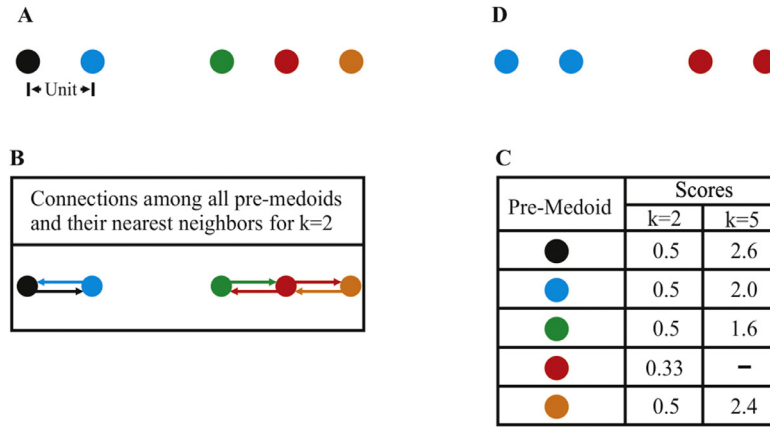 A
D
Unit
B
Connections among all pre-medoids
and their nearest neighbors for k=2
C
Pre-Medoid Scores
k=2 k=5
0.5 2.6
0.5 2.0
0.5 1.6
0.33 –
0.5 2.4